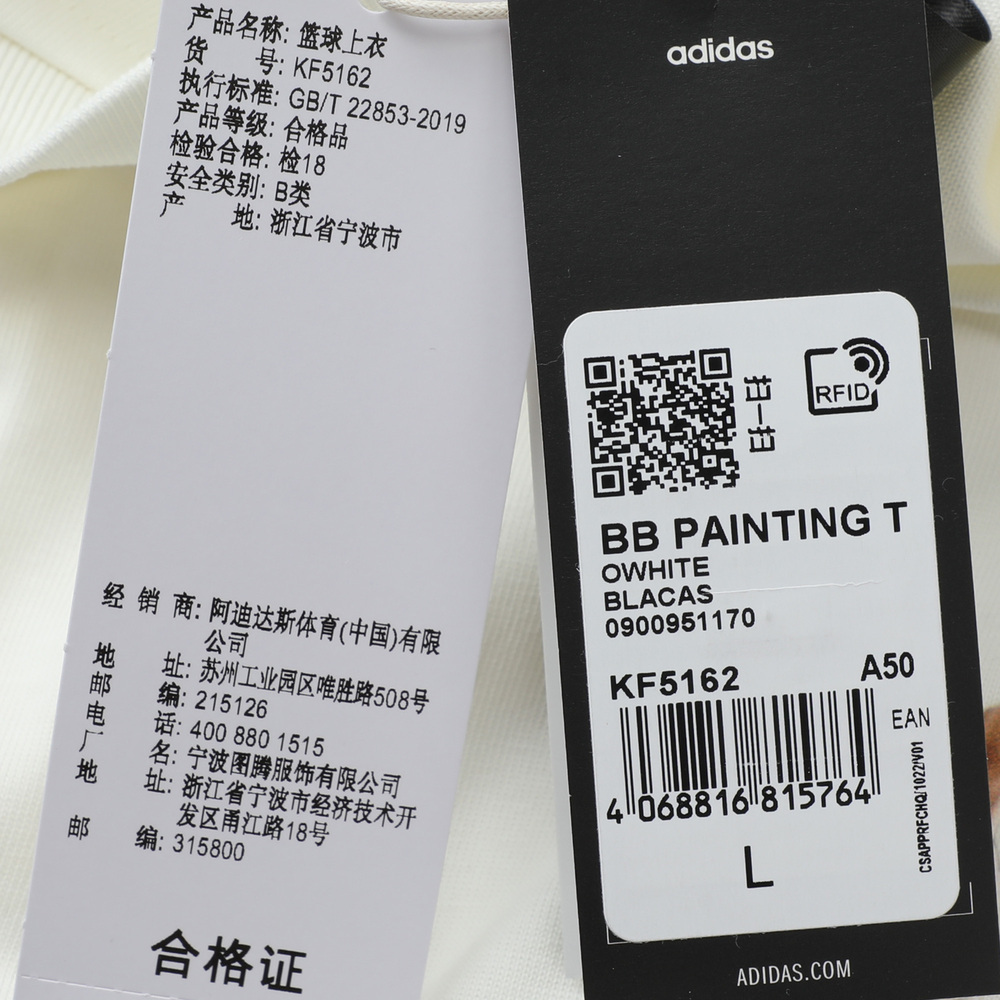 产品名称: 篮球上衣
货 号: KF5162
执行标准: GB/T 22853-2019
产品等级: 合格品
检验合格: 检18
安全类别: B类
产 地: 浙江省宁波市
经 销 商: 阿迪达斯体育(中国)有限
公司
地 址: 苏州工业园区唯胜路508号
邮 编: 215126
电 话: 400 880 1515
厂 名: 宁波图腾服饰有限公司
地 址: 浙江省宁波市经济技术开
发区甬江路18号
邮 编: 315800
合格证
adidas
扫一扫
RFID
BB PAINTING T
OWHITE
BLACAS
0900951170
KF5162 A50
EAN
4 068816 815764
CSAPPRFCHQ/1022/V01
L
ADIDAS.COM